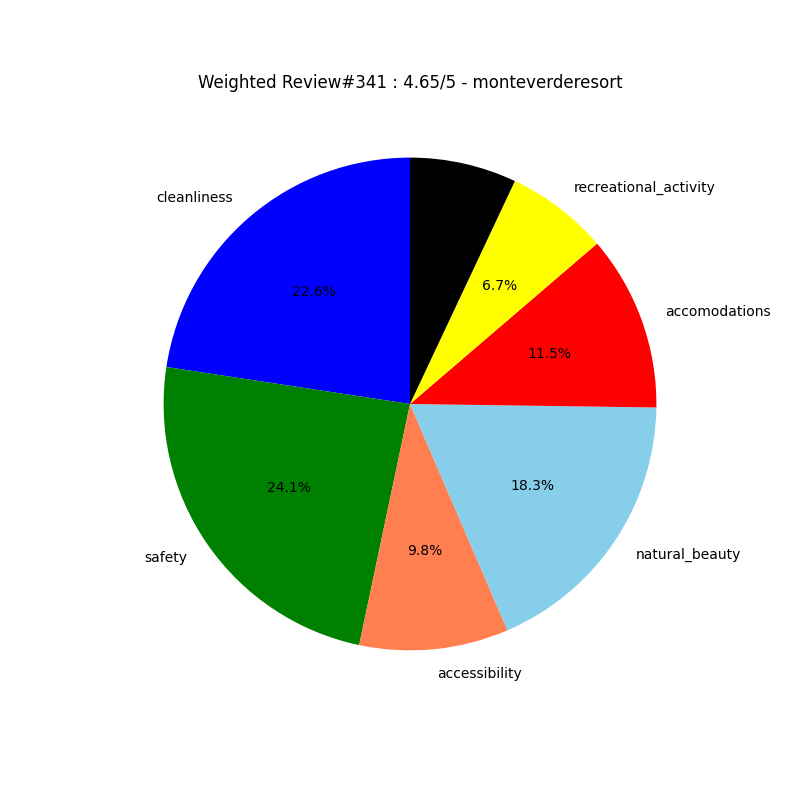 Weighted Review#341 : 4.65/5 - monteverderesort
recreational_activity
cleanliness
6.7%
22.6%
accomodations
11.5%
18.3%
24.1%
9.8%
natural_beauty
safety
accessibility